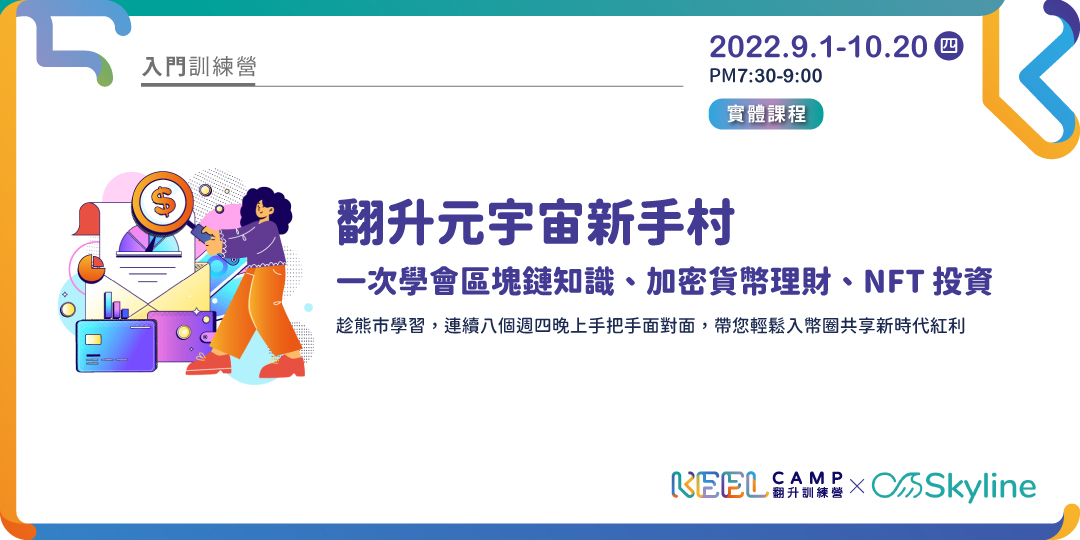 入門訓練營
2022.9.1-10.20 四
PM7:30-9:00
實體課程
$
翻升元宇宙新手村
一次學會區塊鏈知識、加密貨幣理財、NFT 投資
趁熊市學習，連續八個週四晚上手把手面對面，帶您輕鬆入幣圈共享新時代紅利
KEEL CAMP
翻升訓練營
× Skyline